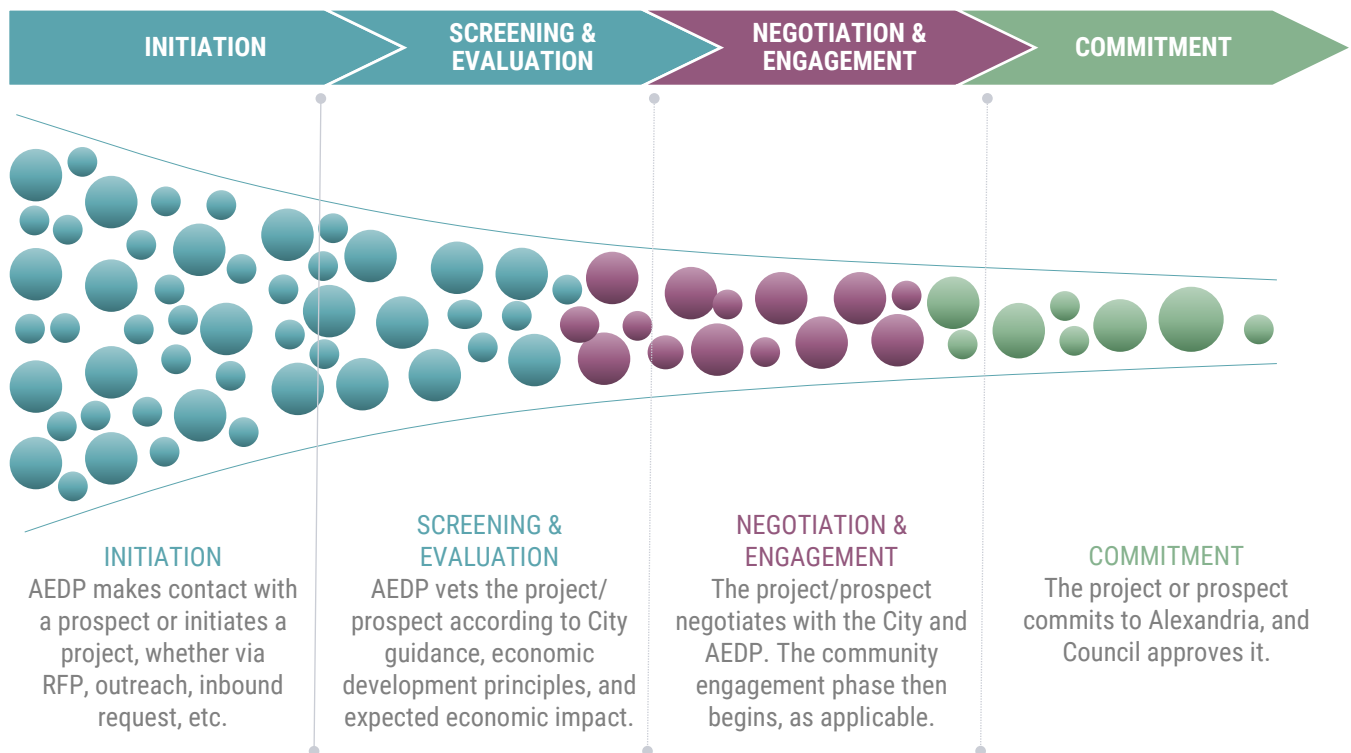 INITIATION
SCREENING &
EVALUATION
NEGOTIATION &
ENGAGEMENT
COMMITMENT
INITIATION
AEDP makes contact with
a prospect or initiates a
project, whether via
RFP, outreach, inbound
request, etc.
SCREENING &
EVALUATION
AEDP vets the project/
prospect according to City
guidance, economic
development principles, and
expected economic impact.
NEGOTIATION &
ENGAGEMENT
The project/prospect
negotiates with the City and
AEDP. The community
engagement phase then
begins, as applicable.
COMMITMENT
The project or prospect
commits to Alexandria, and
Council approves it.